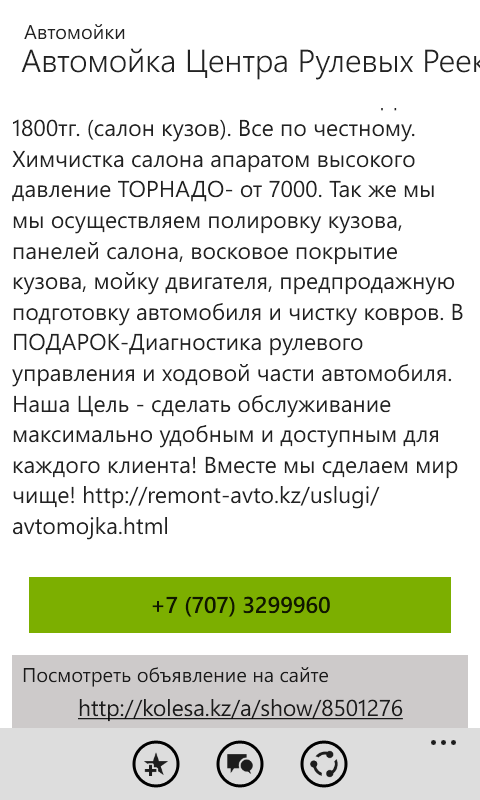 Автомойки
Автомойка Центра Рулевых Реек
1800тг. (салон кузов). Все по честному.
Химчистка салона апаратом высокого
давление ТОРНАДО- от 7000. Так же мы
мы осуществляем полировку кузова,
панелей салона, восковое покрытие
кузова, мойку двигателя, предпродажную
подготовку автомобиля и чистку ковров. В
ПОДАРОК-Диагностика рулевого
управления и ходовой части автомобиля.
Наша Цель - сделать обслуживание
максимально удобным и доступным для
каждого клиента! Вместе мы сделаем мир
чище! http://remont-avto.kz/uslugi/
avtomojka.html
+7 (707) 3299960
Посмотреть объявление на сайте
http://kolesa.kz/a/show/8501276